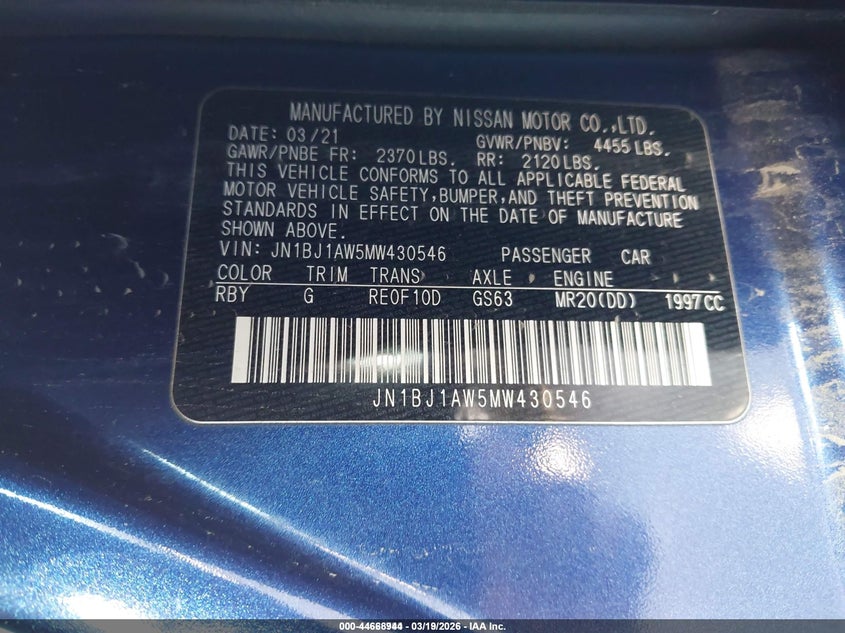 MANUFACTURED BY NISSAN MOTOR CO.,LTD.
DATE: 03/21 GVWR/PNBV: 4455 LBS.
GAWR/PNBE FR: 2370 LBS. RR: 2120 LBS.
THIS VEHICLE CONFORMS TO ALL APPLICABLE FEDERAL
MOTOR VEHICLE SAFETY, BUMPER, AND THEFT PREVENTION
STANDARDS IN EFFECT ON THE DATE OF MANUFACTURE
SHOWN ABOVE.
VIN: JN1BJ1AW5MW430546 PASSENGER CAR
COLOR TRIM TRANS AXLE ENGINE
RBY G RE0F10D GS63 MR20(DD) 1997 CC
JN1BJ1AW5MW430546
03/19/2026 - IAA Inc.